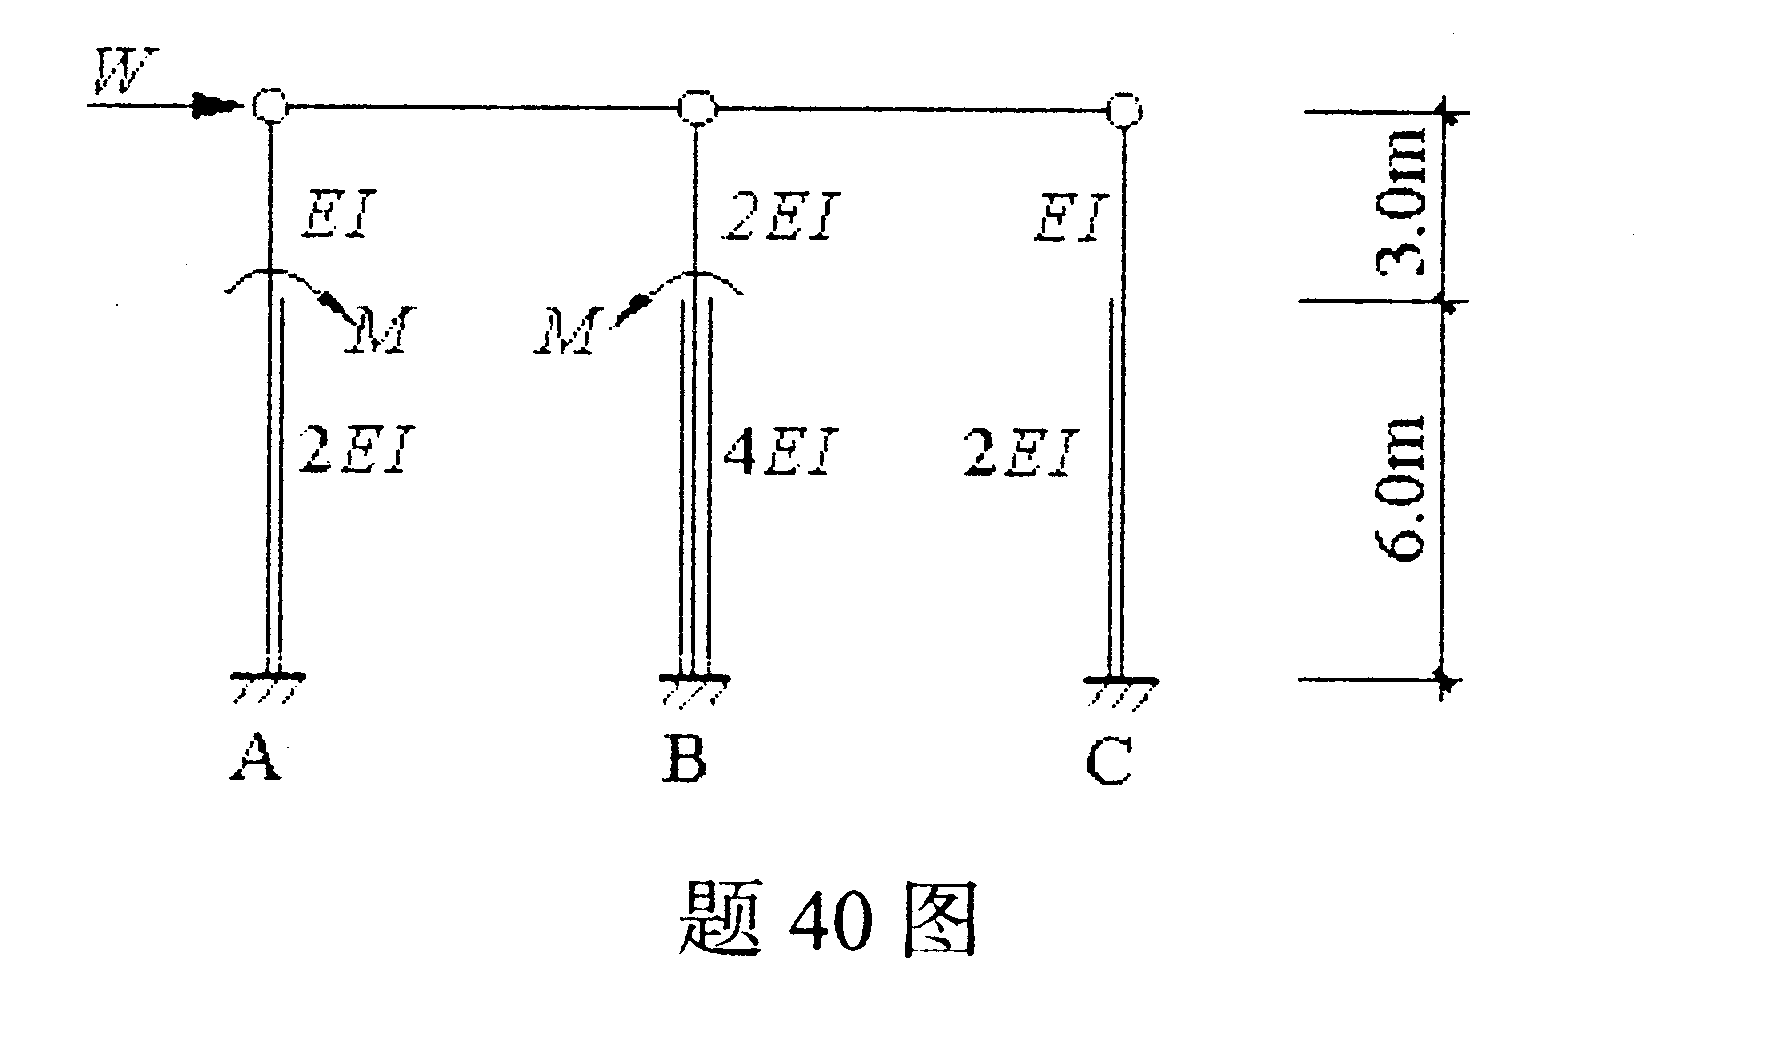 W
EI 2EI EI 3.0m
M M
2EI 4EI 2EI 6.0m
A B C
题 40 图